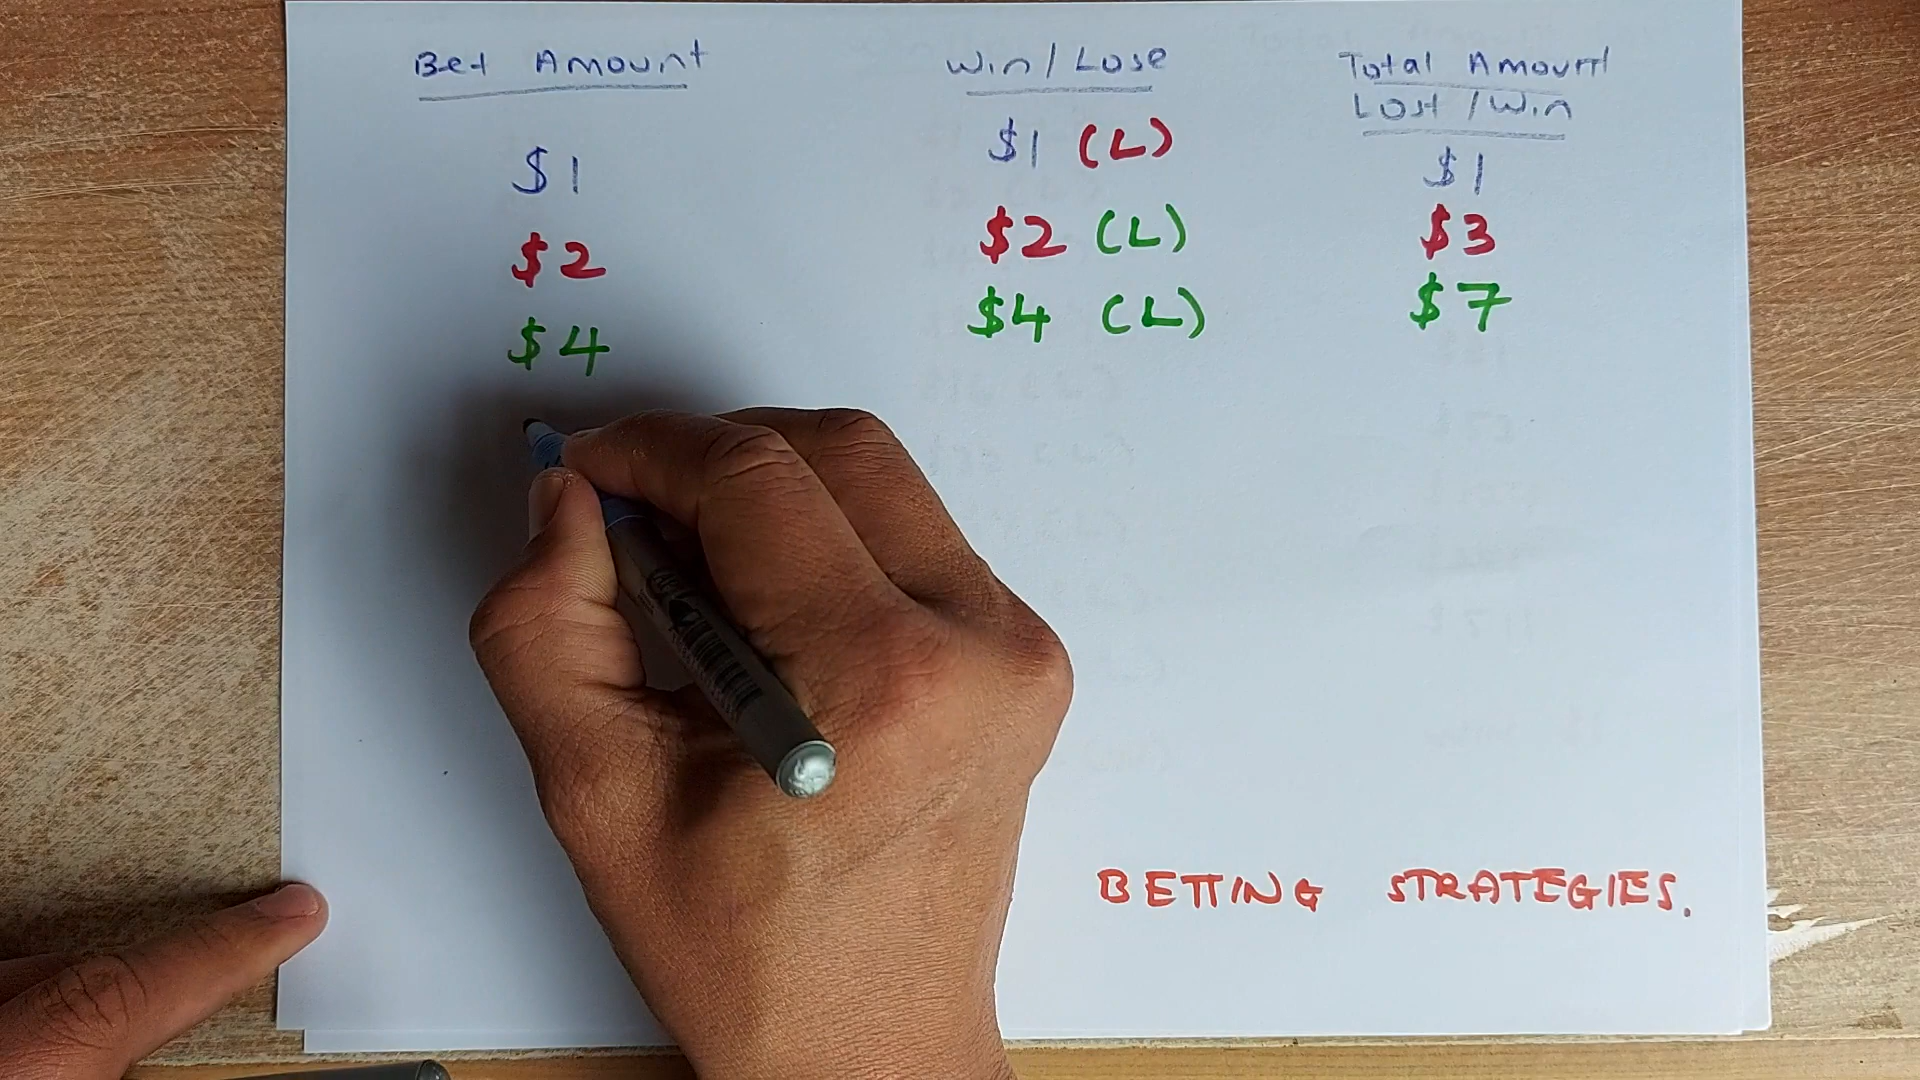 Bet Amount Win/Lose Total Amount
Lost/Win
$1 $1 (L) $1
$2 $2 (L) $3
$4 $4 (L) $7
BETTING STRATEGIES.